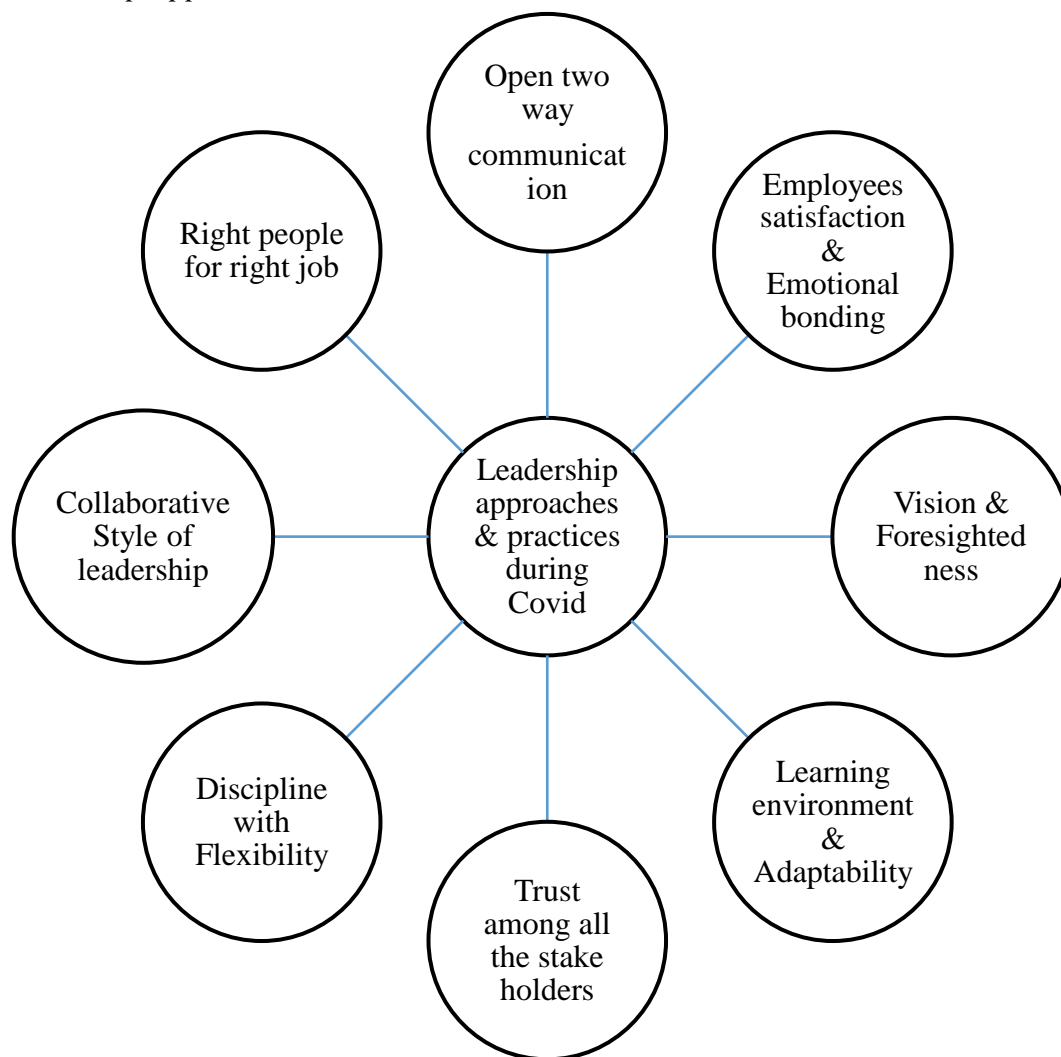 Open two
way
communicat
ion
Employees
satisfaction
&
Emotional
bonding
Vision &
Foresighted
ness
Learning
environment
&
Adaptability
Trust
among all
the stake
holders
Discipline
with
Flexibility
Collaborative
Style of
leadership
Right people
for right job
Leadership
approaches
& practices
during
Covid